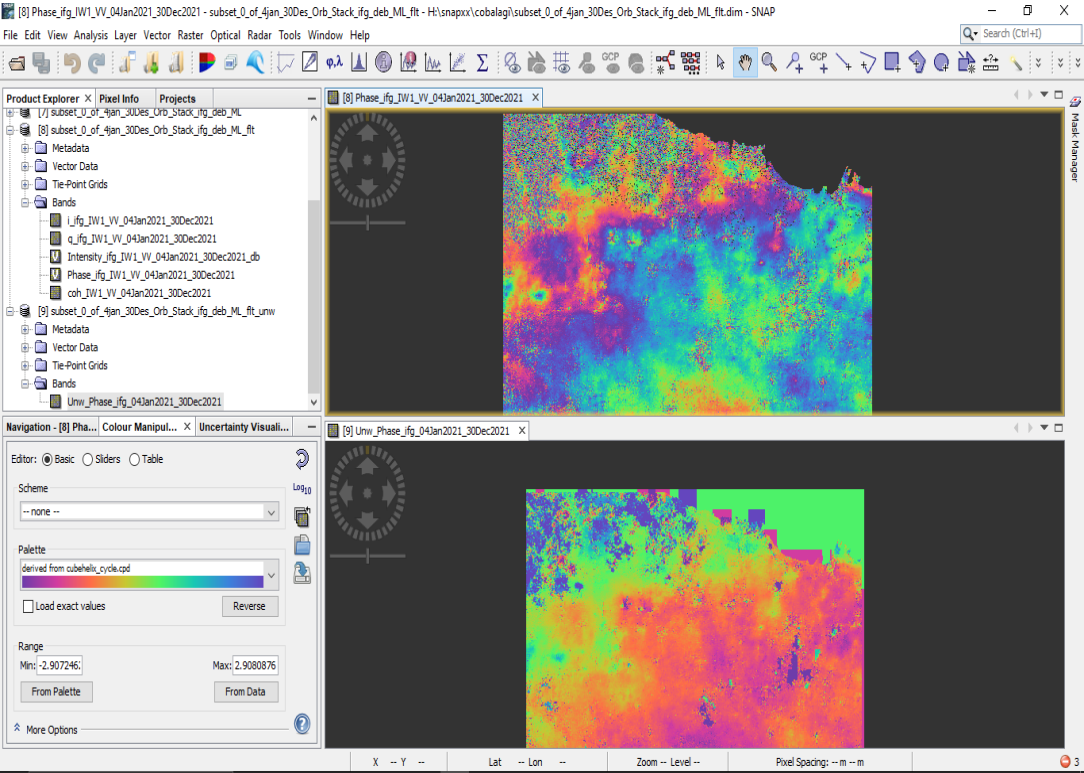 [8] Phase_ifg_IW1_VV_04Jan2021_30Dec2021 - subset_0_of_4jan_30Des_Orb_Stack_ifg_deb_ML_flt - H:\snapxx\cobalagi\subset_0_of_4jan_30Des_Orb_Stack_ifg_deb_ML_flt.dim - SNAP
File Edit View Analysis Layer Vector Raster Optical Radar Tools Window Help
Search (Ctrl+I)
φ,λ
Σ
GCP
GCP
Product Explorer X Pixel Info Projects
[7] subset_0_of_4jan_30Des_Orb_Stack_ifg_deb_ML
[8] subset_0_of_4jan_30Des_Orb_Stack_ifg_deb_ML_flt
Metadata
Vector Data
Tie-Point Grids
Bands
i_ifg_IW1_VV_04Jan2021_30Dec2021
q_ifg_IW1_VV_04Jan2021_30Dec2021
Intensity_ifg_IW1_VV_04Jan2021_30Dec2021_db
Phase_ifg_IW1_VV_04Jan2021_30Dec2021
coh_IW1_VV_04Jan2021_30Dec2021
[9] subset_0_of_4jan_30Des_Orb_Stack_ifg_deb_ML_flt_unw
Metadata
Vector Data
Tie-Point Grids
Bands
Unw_Phase_ifg_04Jan2021_30Dec2021
Navigation - [8] Pha... Colour Manipul... X Uncertainty Visuali...
Editor: Basic Sliders Table
Log10
Scheme
-- none --
Palette
derived from cubehelix_cycle.cpd
Load exact values Reverse
Range
Min: -2.907246 Max: 2.9080876
From Palette From Data
More Options
[8] Phase_ifg_IW1_VV_04Jan2021_30Dec2021 X
[9] Unw_Phase_ifg_04Jan2021_30Dec2021 X
Mask Manager
X -- Y -- Lat -- Lon -- Zoom -- Level -- Pixel Spacing: -- m -- m
3